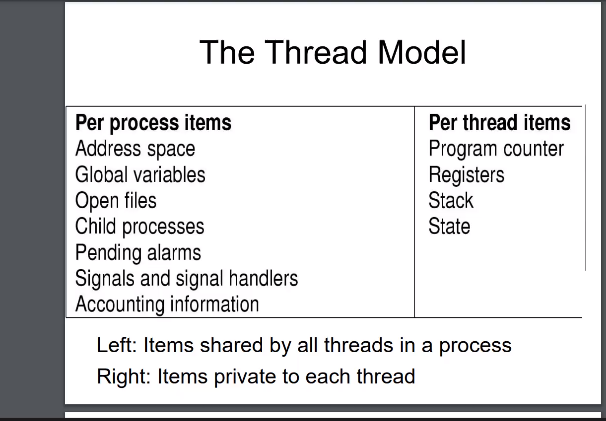 The Thread Model
Per process items
Address space
Global variables
Open files
Child processes
Pending alarms
Signals and signal handlers
Accounting information
Per thread items
Program counter
Registers
Stack
State
Left: Items shared by all threads in a process
Right: Items private to each thread